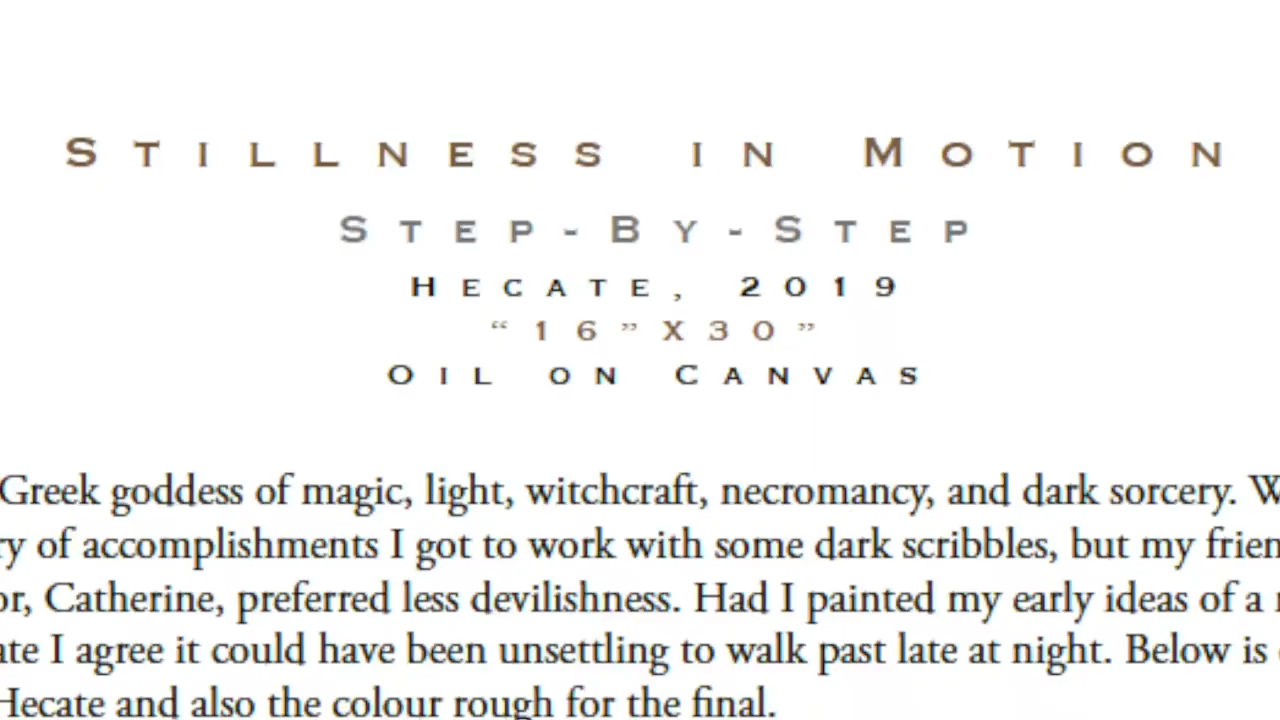 Stillness in Motion
Step-By-Step
Hecate, 2019
“16”x30”
Oil on Canvas
Greek goddess of magic, light, witchcraft, necromancy, and dark sorcery.
of accomplishments I got to work with some dark scribbles, but my
Catherine, preferred less devilishness. Had I painted my early ideas of a
I agree it could have been unsettling to walk past late at night. Below is
Hecate and also the colour rough for the final.